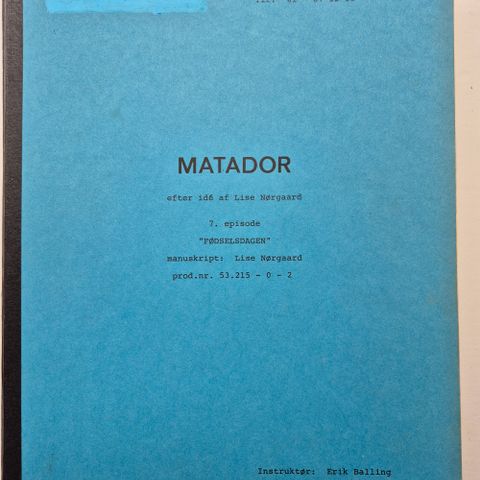 MATADOR
efter idé af Lise Nørgaard
7. episode
"FØDSELSDAGEN"
manuskript: Lise Nørgaard
prod.nr. 53.215 - 0 - 2
Instruktør: Erik Balling